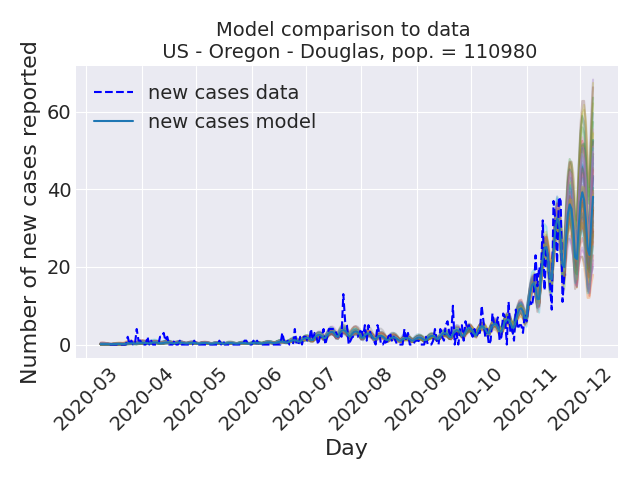 Model comparison to data
US - Oregon - Douglas, pop. = 110980
new cases data
new cases model
Number of new cases reported
60
40
20
0
2020-03
2020-04
2020-05
2020-06
2020-07
2020-08
2020-09
2020-10
2020-11
2020-12
Day